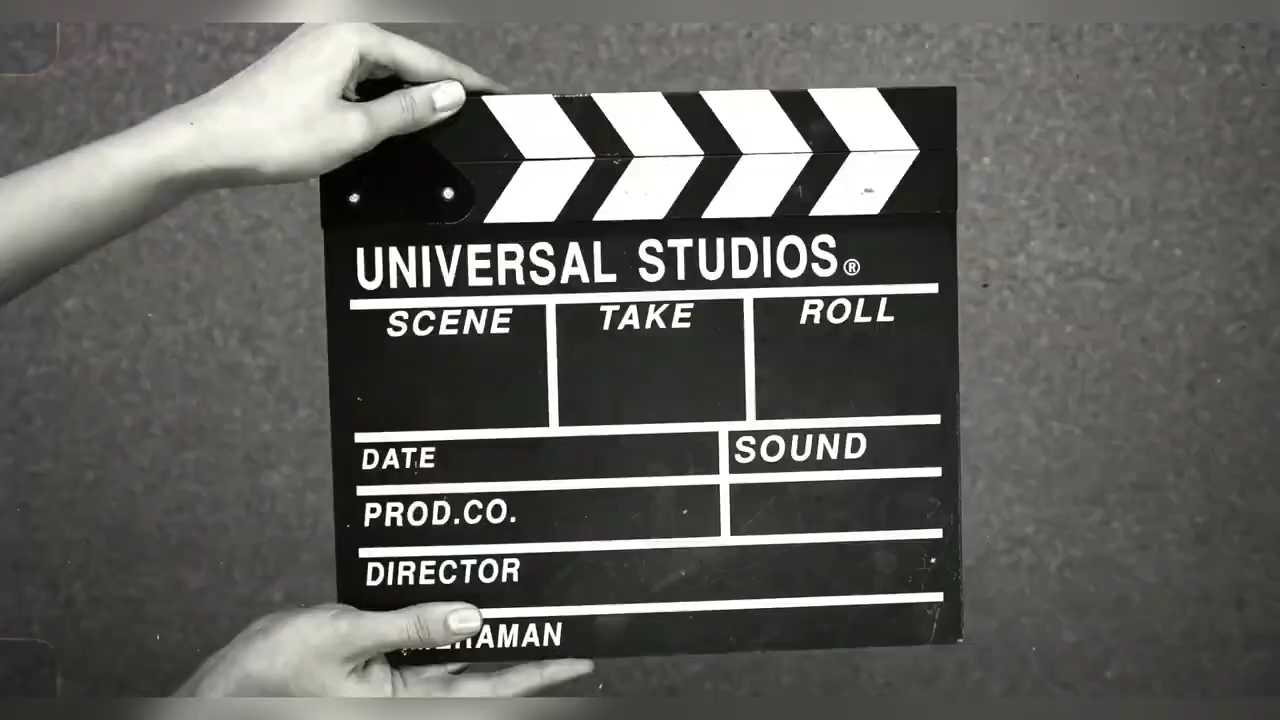 UNIVERSAL STUDIOS®
SCENE TAKE ROLL
DATE SOUND
PROD.CO.
DIRECTOR